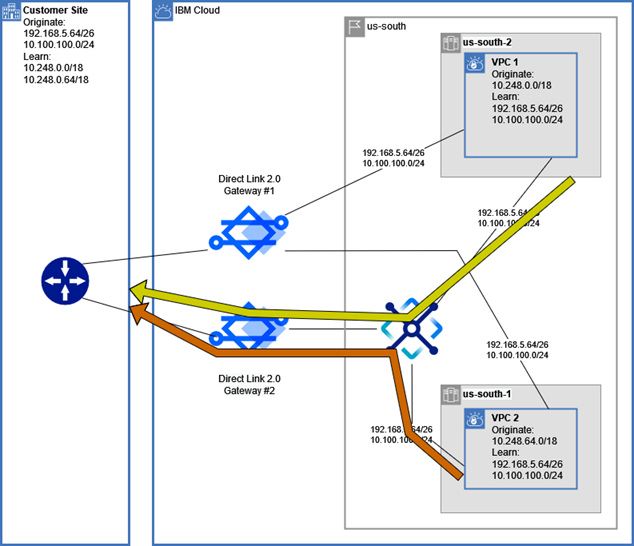 Customer Site
Originate:
192.168.5.64/26
10.100.100.0/24
Learn:
10.248.0.0/18
10.248.0.64/18
IBM Cloud
us-south
us-south-2
VPC 1
Originate:
10.248.0.0/18
Learn:
192.168.5.64/26
10.100.100.0/24
192.168.5.64/26
10.100.100.0/24
Direct Link 2.0
Gateway #1
192.168.5.64/26
10.100.100.0/24
192.168.5.64/26
10.100.100.0/24
Direct Link 2.0
Gateway #2
us-south-1
VPC 2
Originate:
10.248.64.0/18
Learn:
192.168.5.64/26
10.100.100.0/24
192.168.5.64/26
10.100.100.0/24